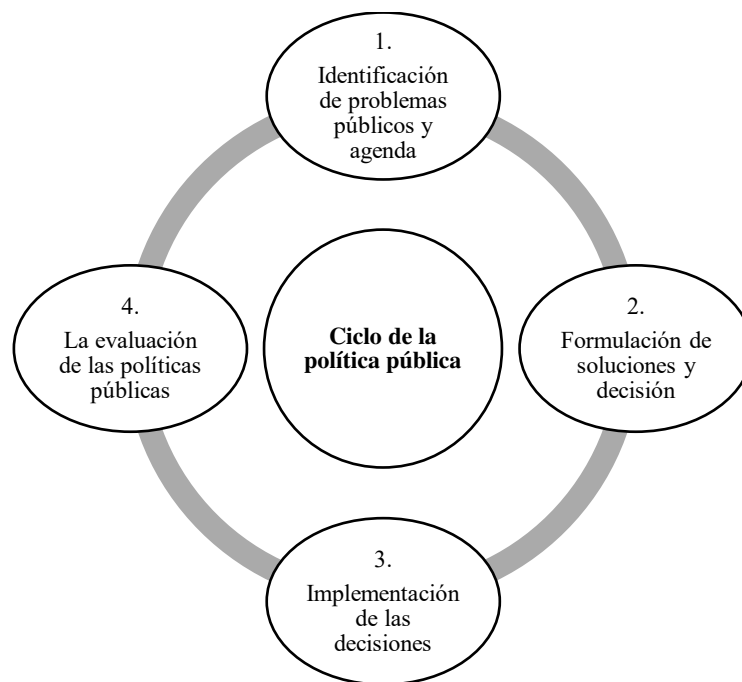 1.
Identificación
de problemas
públicos y
agenda
2.
Formulación de
soluciones y
decisión
3.
Implementación
de las
decisiones
4.
La evaluación
de las políticas
públicas
Ciclo de la
política pública